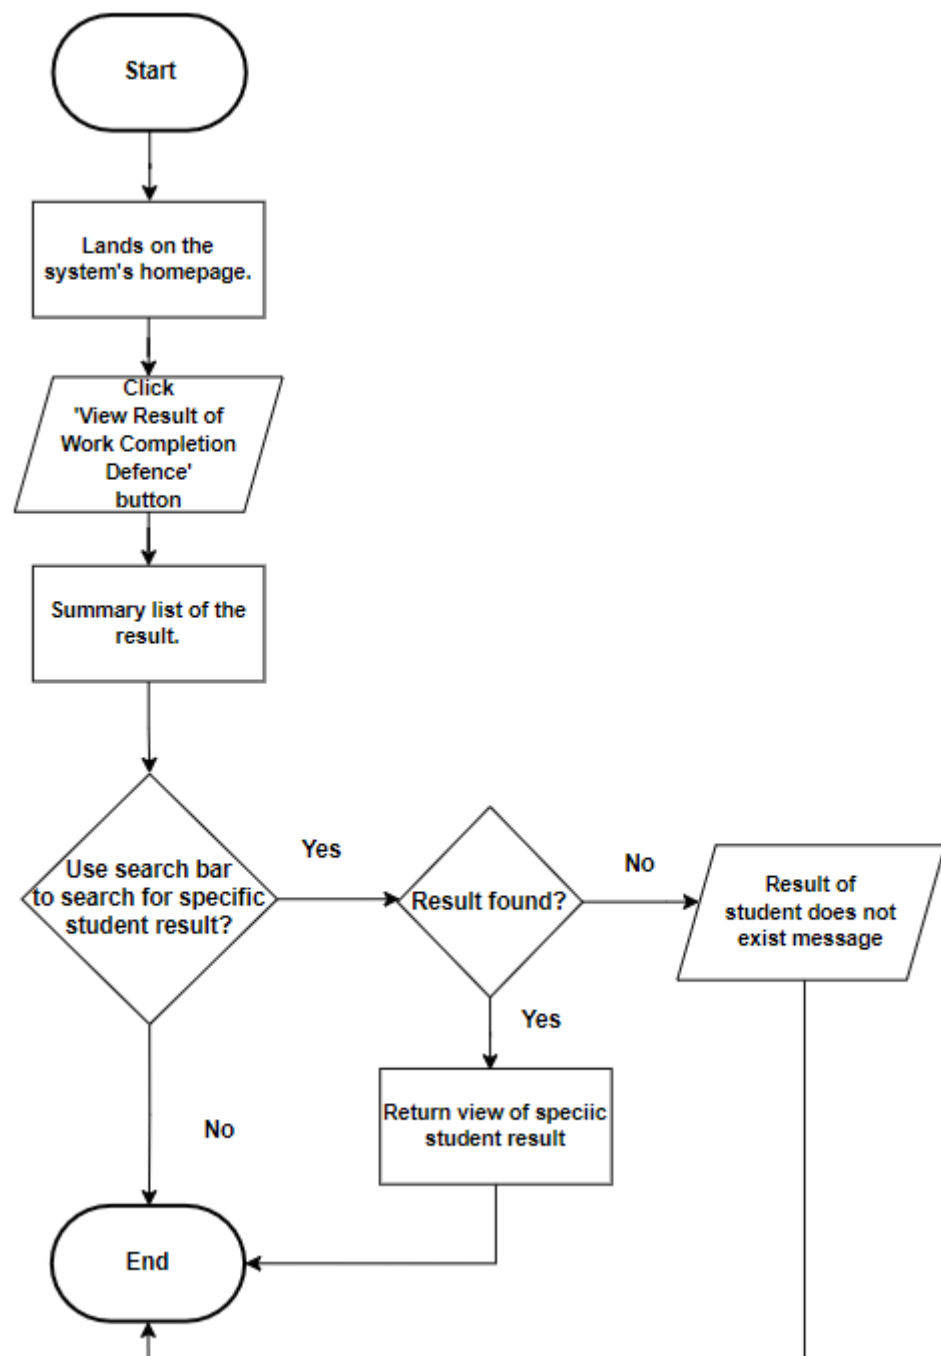 Start
Lands on the
system's homepage.
Click
'View Result of
Work Completion
Defence'
button
Summary list of the
result.
Use search bar
to search for specific
student result?
Yes
Result found?
No
Result of
student does not
exist message
Yes
Return view of speciic
student result
No
End